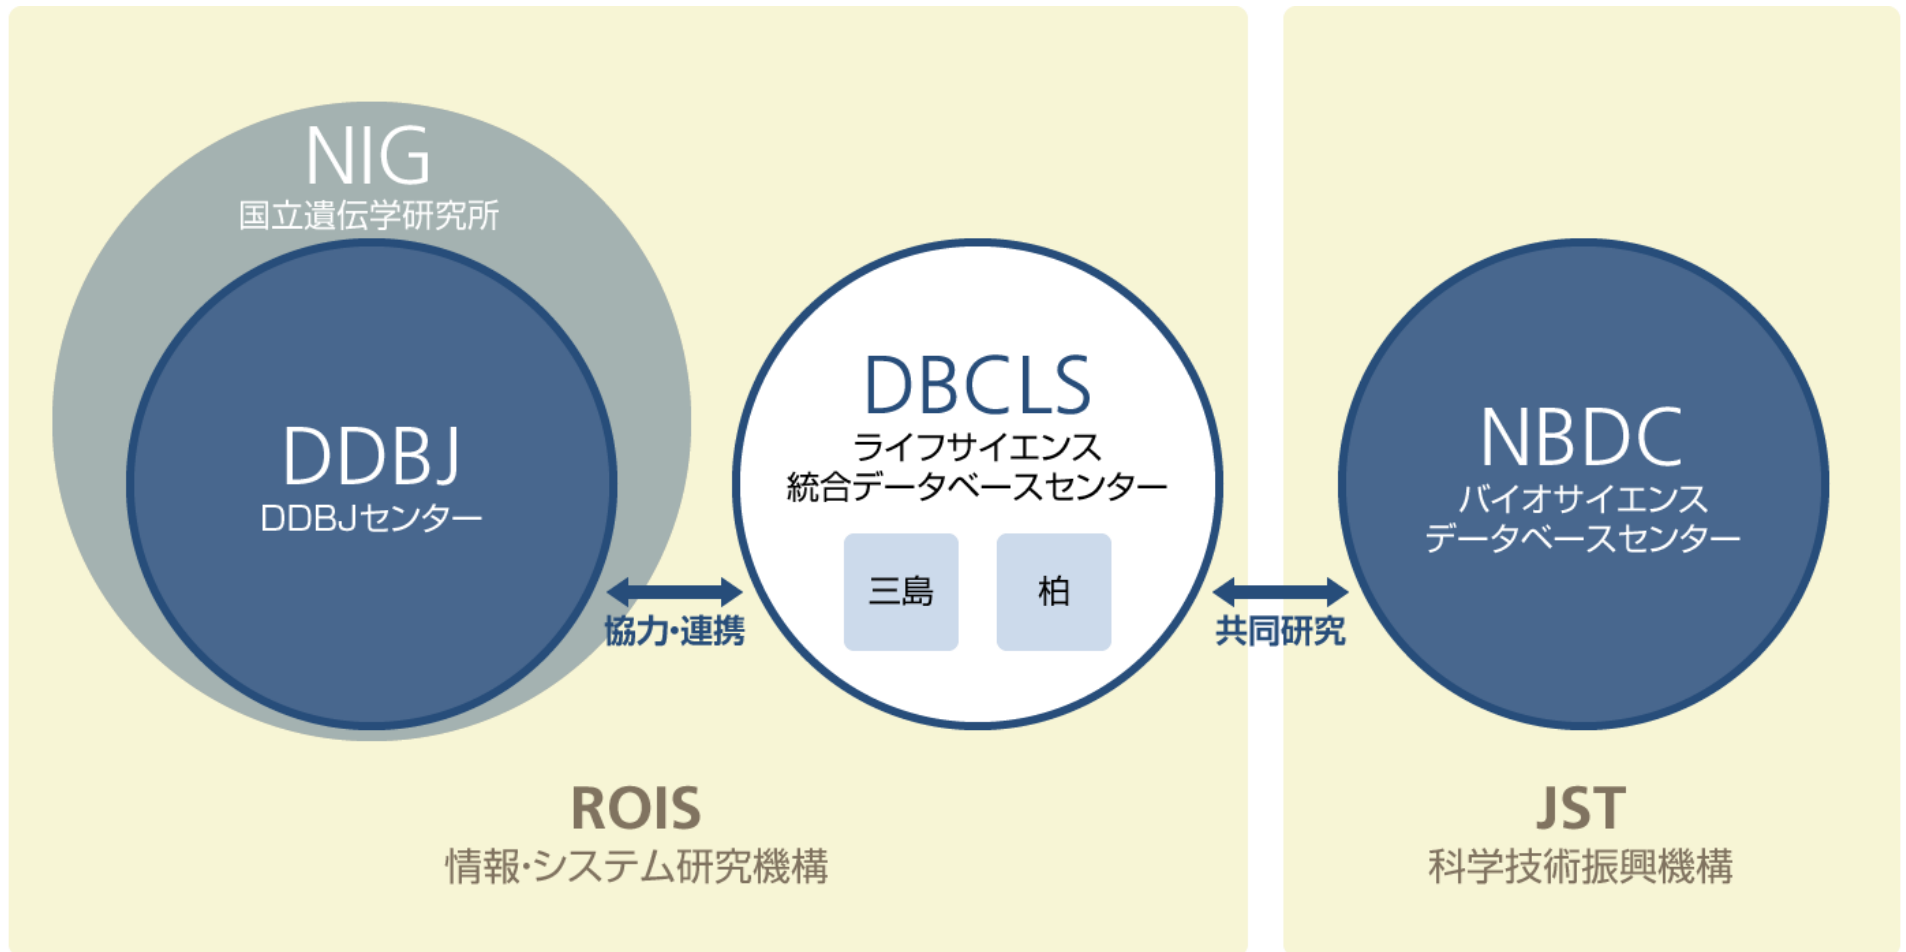 NIG
国立遺伝学研究所
DDBJ
DDBJセンター
協力・連携
DBCLS
ライフサイエンス
統合データベースセンター
三島
柏
共同研究
NBDC
バイオサイエンス
データベースセンター
ROIS
情報・システム研究機構
JST
科学技術振興機構